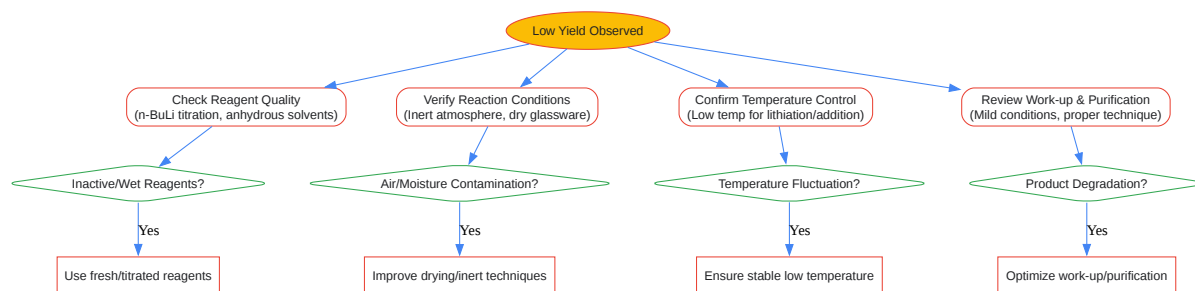 Low Yield Observed
Check Reagent Quality
(n-BuLi titration, anhydrous solvents)
Verify Reaction Conditions
(Inert atmosphere, dry glassware)
Confirm Temperature Control
(Low temp for lithiation/addition)
Review Work-up & Purification
(Mild conditions, proper technique)
Inactive/Wet Reagents?
Air/Moisture Contamination?
Temperature Fluctuation?
Product Degradation?
Yes
Yes
Yes
Yes
Use fresh/titrated reagents
Improve drying/inert techniques
Ensure stable low temperature
Optimize work-up/purification